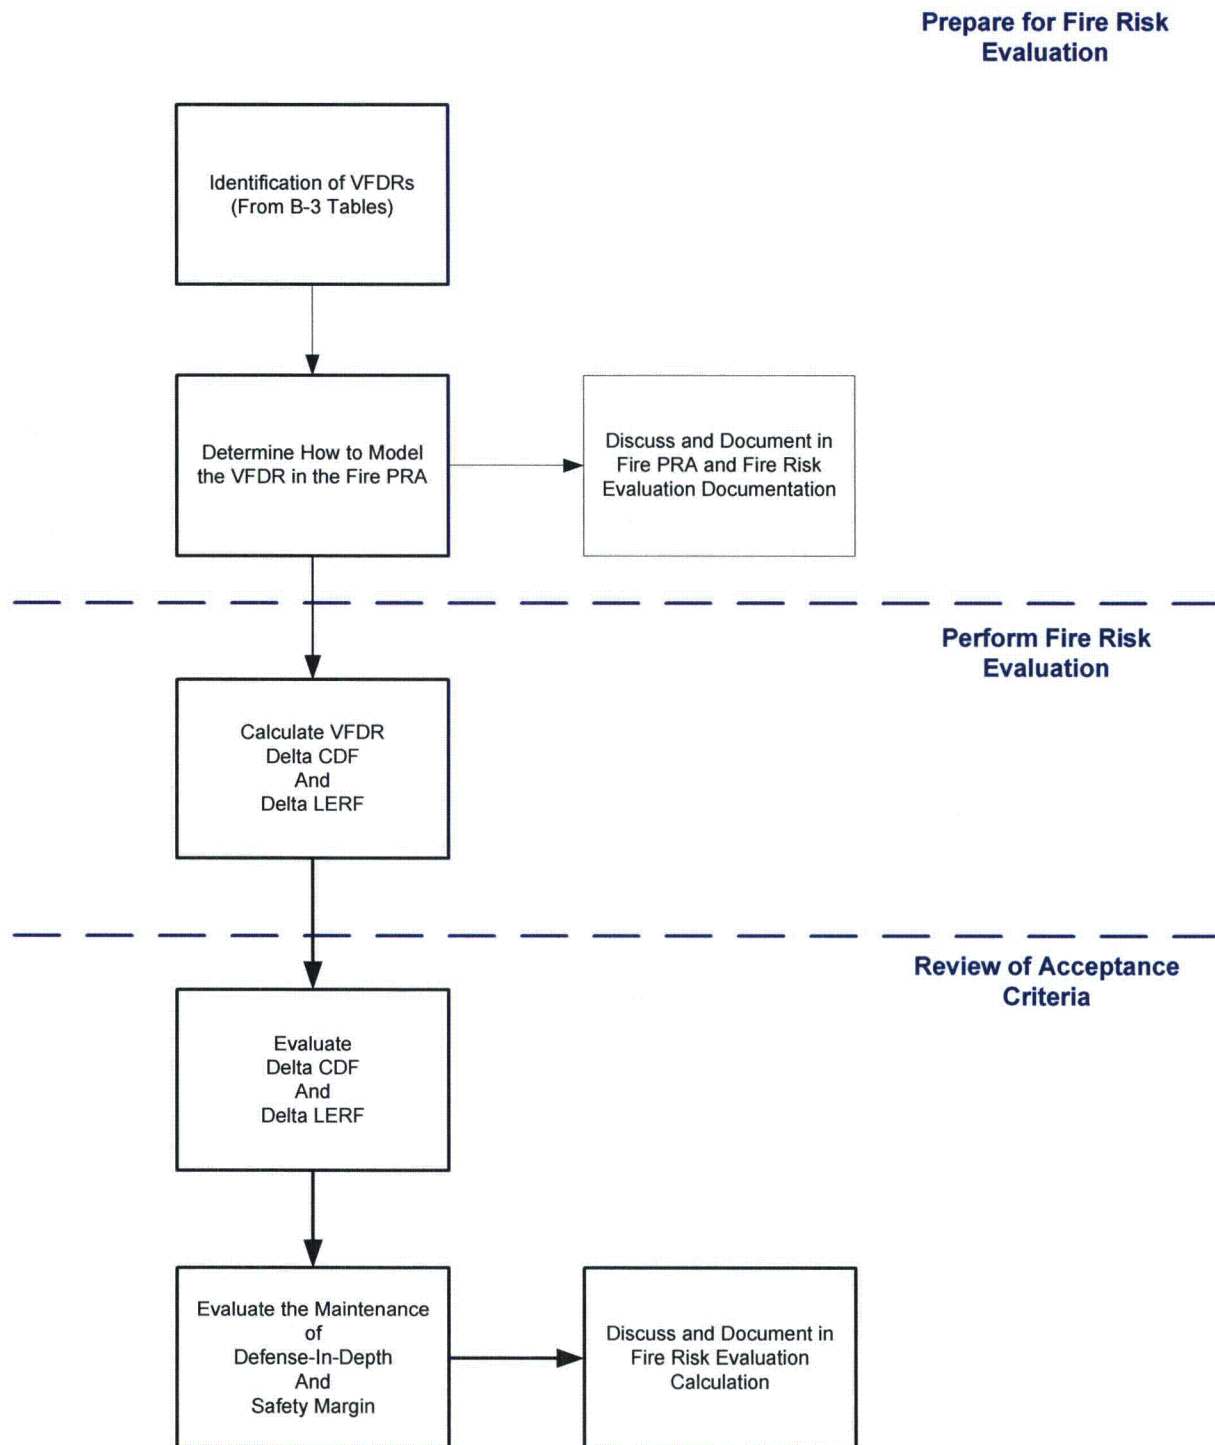 Prepare for Fire Risk
Evaluation
Identification of VFDRs
(From B-3 Tables)
Determine How to Model
the VFDR in the Fire PRA
Discuss and Document in
Fire PRA and Fire Risk
Evaluation Documentation
Perform Fire Risk
Evaluation
Calculate VFDR
Delta CDF
And
Delta LERF
Review of Acceptance
Criteria
Evaluate
Delta CDF
And
Delta LERF
Evaluate the Maintenance
of
Defense-In-Depth
And
Safety Margin
Discuss and Document in
Fire Risk Evaluation
Calculation